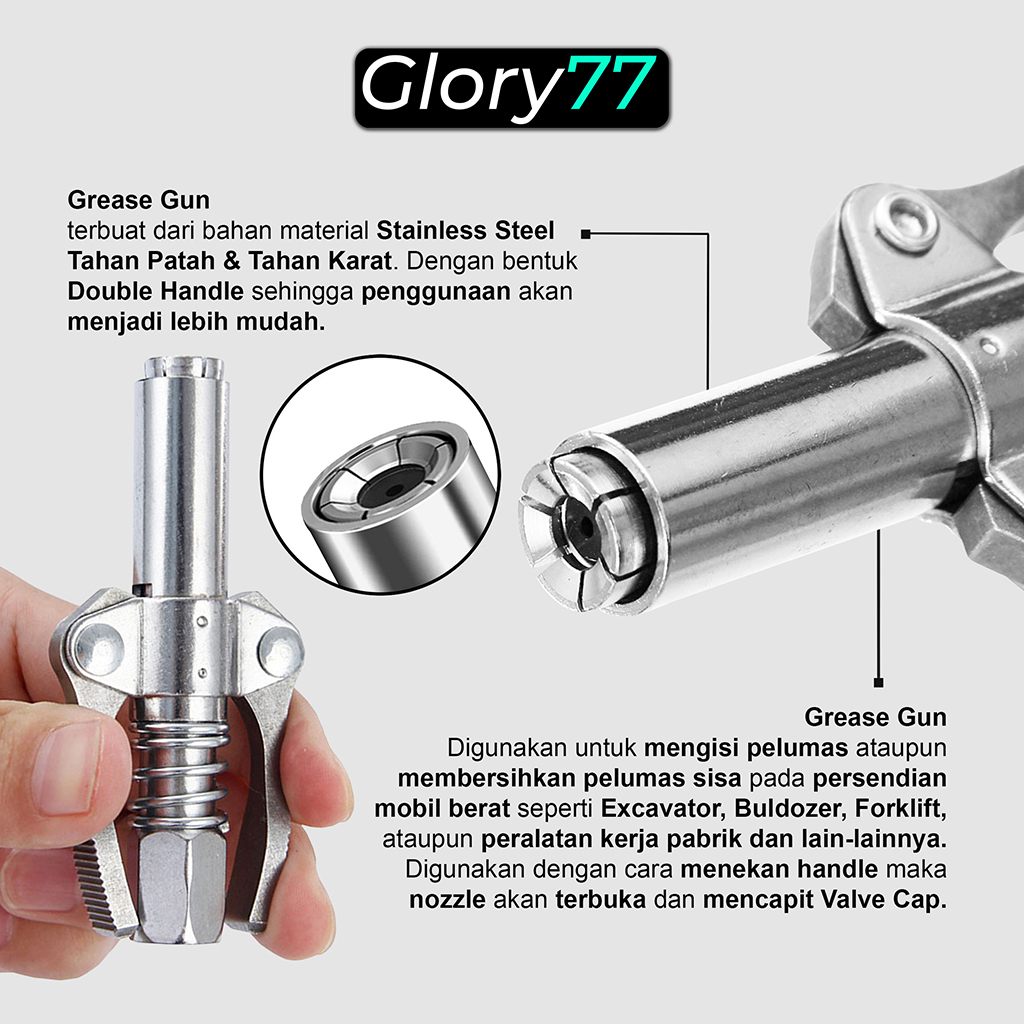 Glory77
Grease Gun
terbuat dari bahan material Stainless Steel
Tahan Patah & Tahan Karat. Dengan bentuk
Double Handle sehingga penggunaan akan
menjadi lebih mudah.
Grease Gun
Digunakan untuk mengisi pelumas ataupun
membersihkan pelumas sisa pada persendian
mobil berat seperti Excavator, Buldozer, Forklift,
ataupun peralatan kerja pabrik dan lain-lainnya.
Digunakan dengan cara menekan handle maka
nozzle akan terbuka dan mencapit Valve Cap.